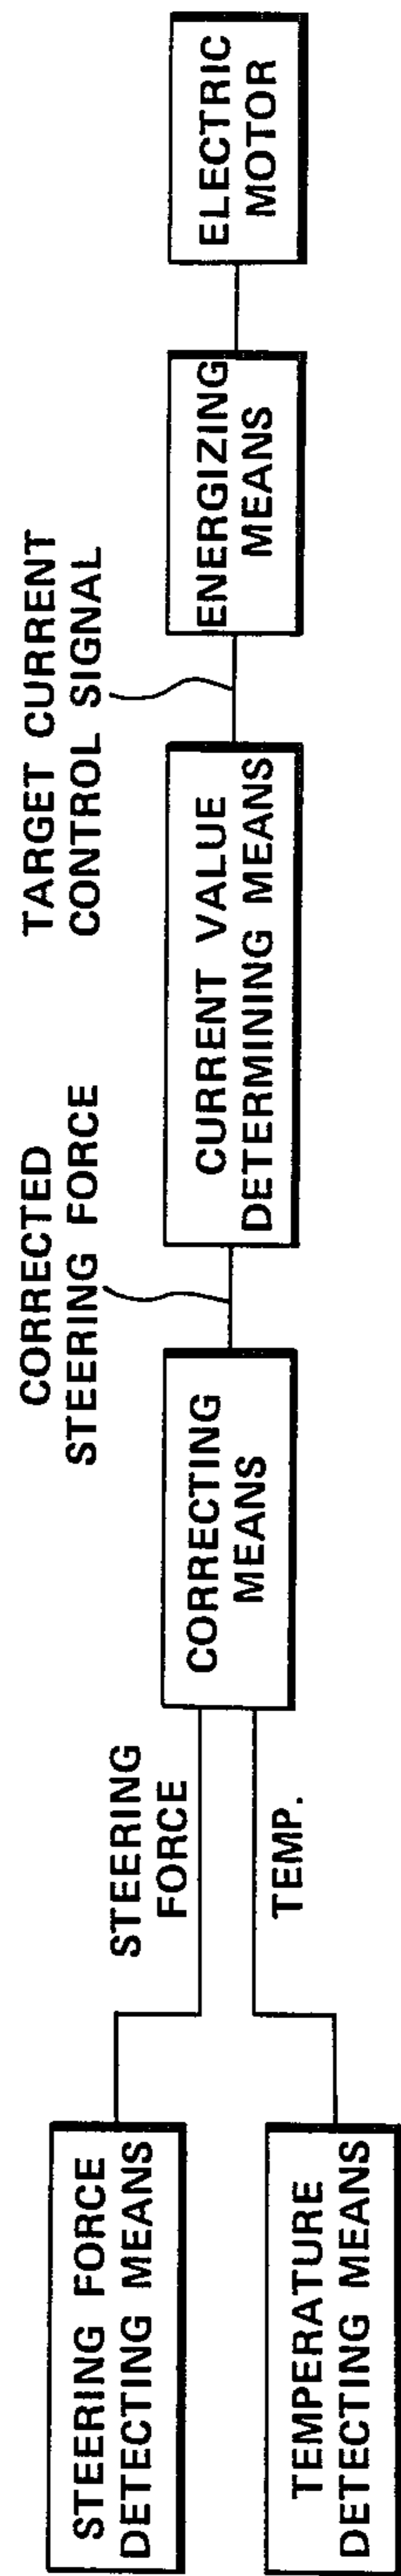 STEERING FORCE
DETECTING MEANS
TEMPERATURE
DETECTING MEANS
STEERING
FORCE
TEMP.
CORRECTING
MEANS
CORRECTED
STEERING FORCE
CURRENT VALUE
DETERMINING MEANS
TARGET CURRENT
CONTROL SIGNAL
ENERGIZING
MEANS
ELECTRIC
MOTOR